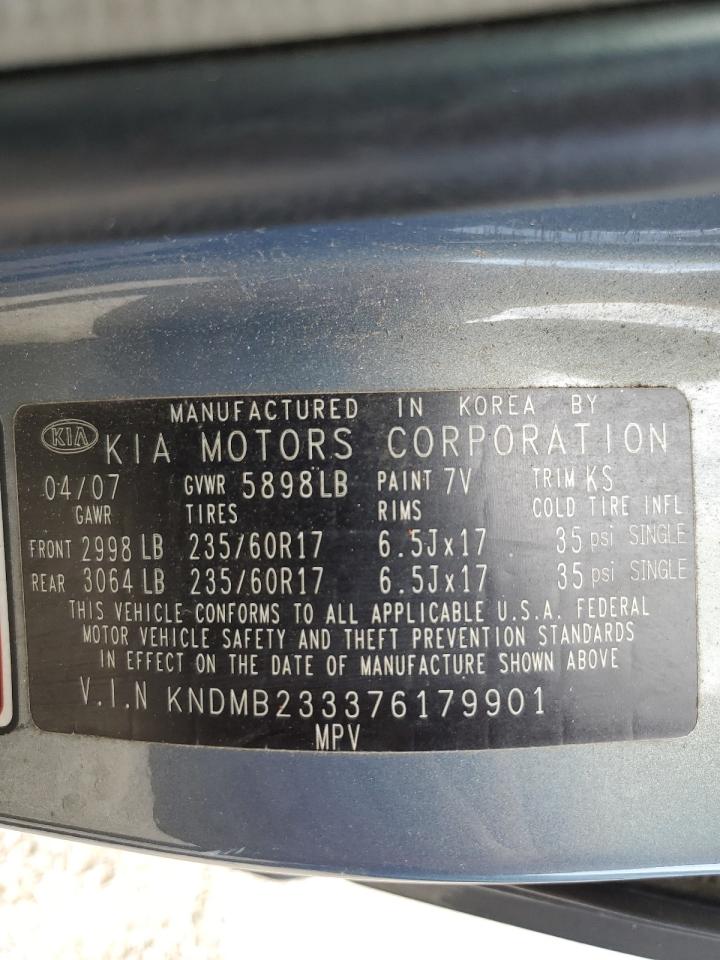 MANUFACTURED IN KOREA BY
KIA KIA MOTORS CORPORATION
04/07 GVWR 5898LB PAINT 7V TRIM KS
GAWR TIRES RIMS COLD TIRE INFL
FRONT 2998 LB 235/60R17 6.5Jx17 35 psi SINGLE
REAR 3064 LB 235/60R17 6.5Jx17 35 psi SINGLE
THIS VEHICLE CONFORMS TO ALL APPLICABLE U.S.A. FEDERAL
MOTOR VEHICLE SAFETY AND THEFT PREVENTION STANDARDS
IN EFFECT ON THE DATE OF MANUFACTURE SHOWN ABOVE
V.I.N KNDMB233376179901
MPV